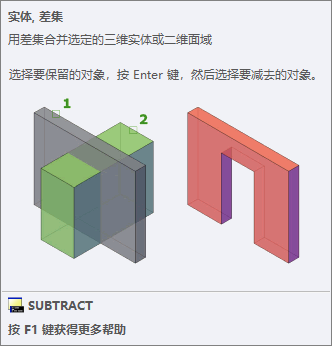 实体, 差集
用差集合并选定的三维实体或二维面域
选择要保留的对象，按 Enter 键，然后选择要减去的对象。
1
2
SUBTRACT
按 F1 键获得更多帮助